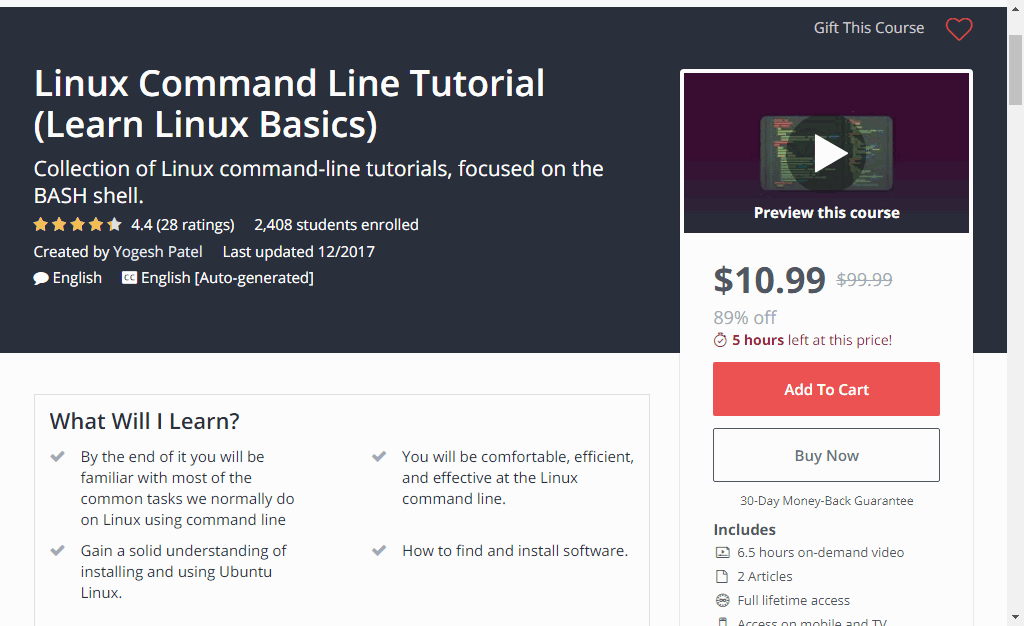 Gift This Course
Linux Command Line Tutorial
(Learn Linux Basics)
Collection of Linux command-line tutorials, focused on the
BASH shell.
4.4 (28 ratings) 2,408 students enrolled
Created by Yogesh Patel Last updated 12/2017
English CC English [Auto-generated]
Preview this course
$10.99 $99.99
89% off
5 hours left at this price!
Add To Cart
Buy Now
30-Day Money-Back Guarantee
Includes
6.5 hours on-demand video
2 Articles
Full lifetime access
Access on mobile and TV
What Will I Learn?
By the end of it you will be
familiar with most of the
common tasks we normally do
on Linux using command line
You will be comfortable, efficient,
and effective at the Linux
command line.
Gain a solid understanding of
installing and using Ubuntu
Linux.
How to find and install software.